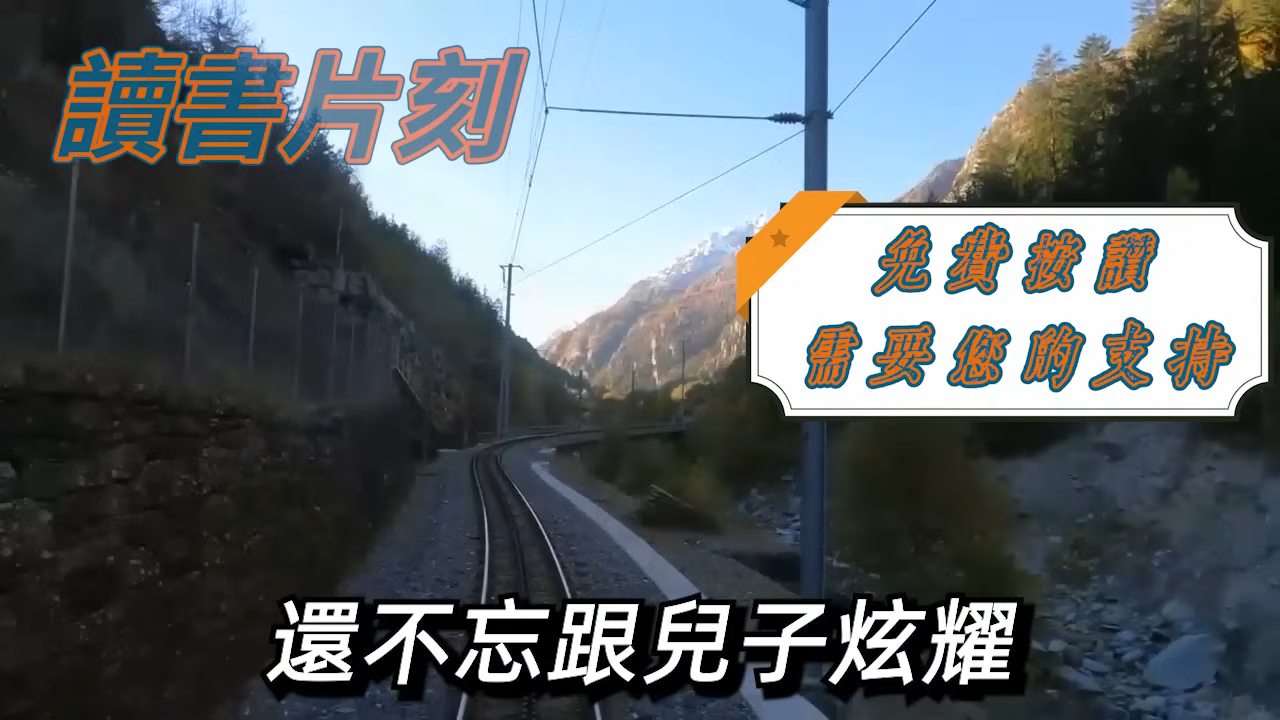 讀書片刻
免費按讚
需要您的支持
還不忘跟兒子炫耀